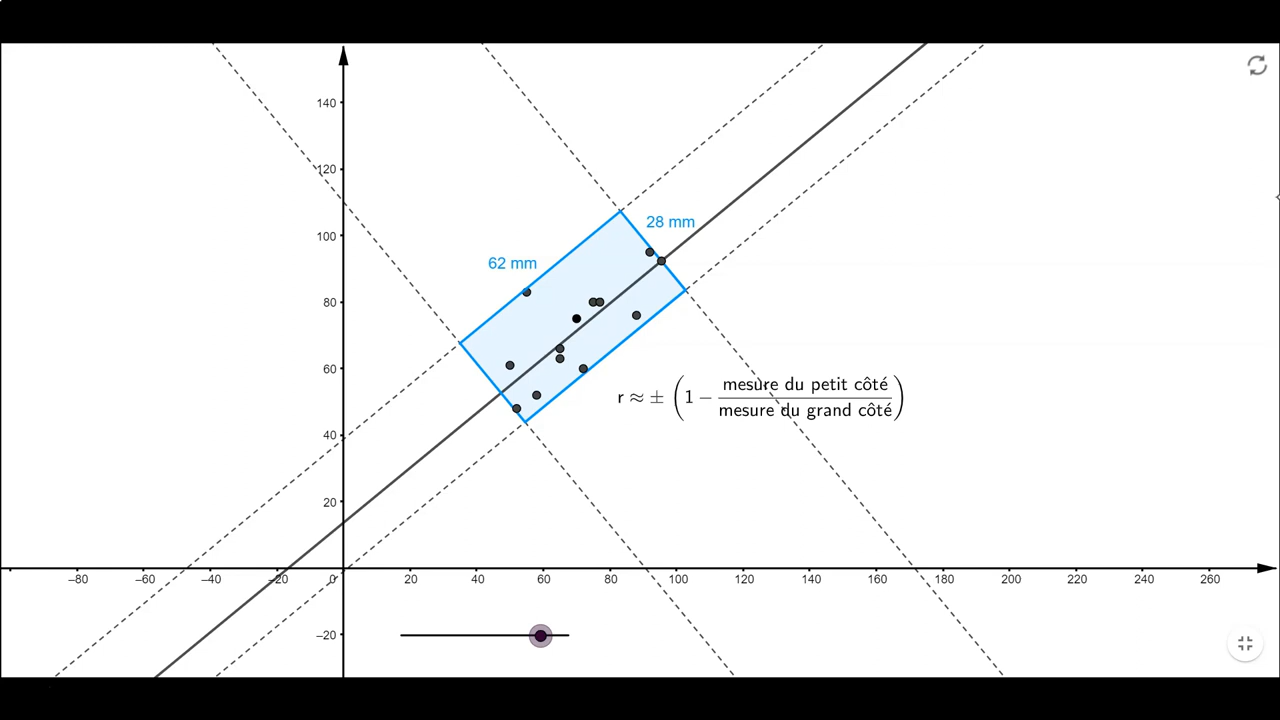 140
120
100
28 mm
62 mm
80
60
r ≈ ± (1 − mesure du petit côté / mesure du grand côté)
40
20
−80 −60 −40 −20 0 20 40 60 80 100 120 140 160 180 200 220 240 260
−20